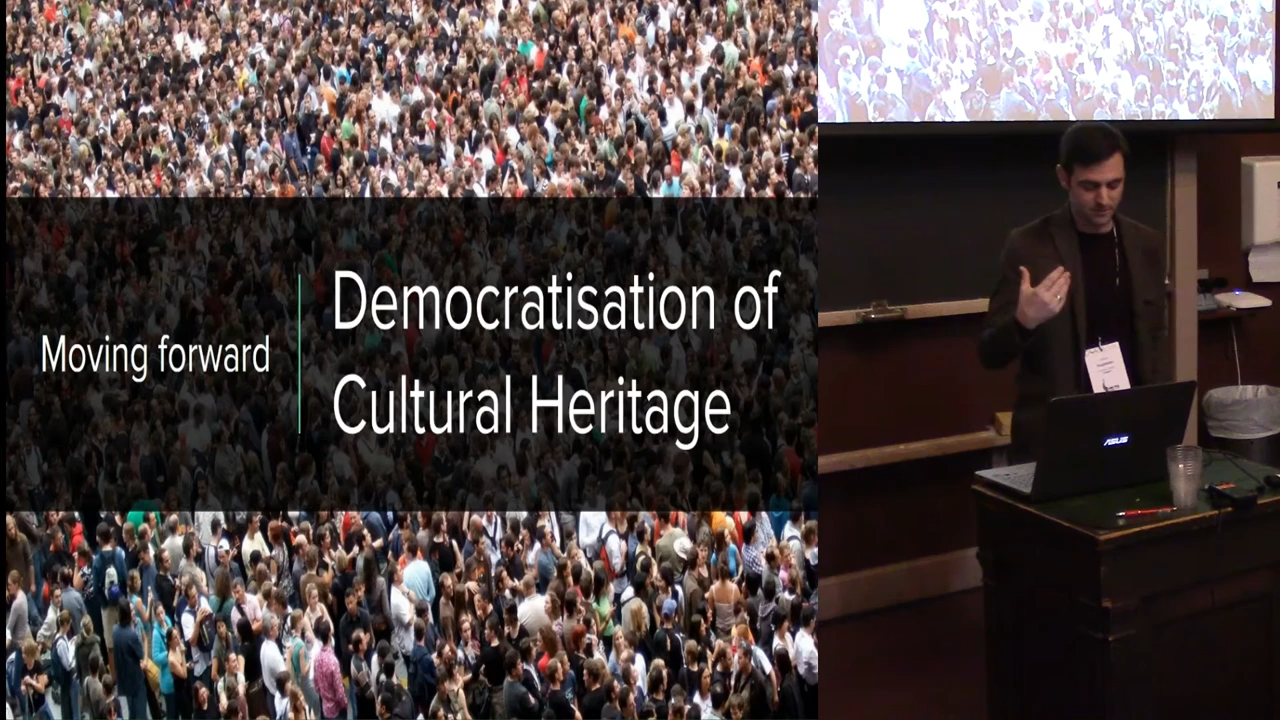 Moving forward
Democratisation of
Cultural Heritage
ASUS